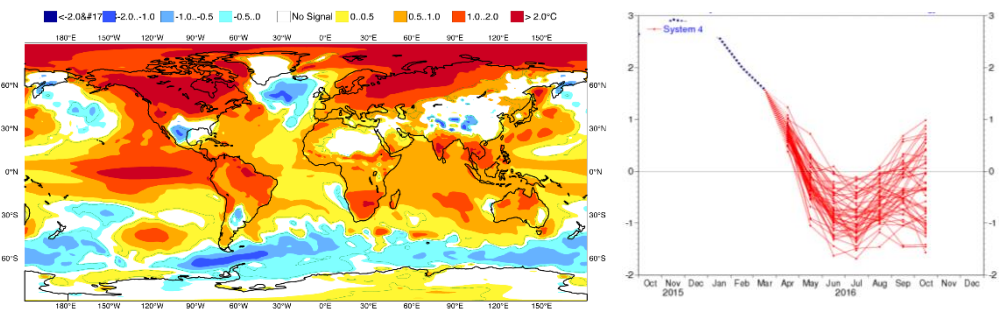 <-2.0&#17 -2.0..-1.0 -1.0..-0.5 -0.5..0 No Signal 0..0.5 0.5..1.0 1.0..2.0 > 2.0°C
180°E 150°W 120°W 90°W 60°W 30°W 0°E 30°E 60°E 90°E 120°E 150°E
60°N 60°N
30°N 30°N
0°N 0°N
30°S 30°S
60°S 60°S
180°E 150°W 120°W 90°W 60°W 30°W 0°E 30°E 60°E 90°E 120°E 150°E
3 3
System 4
2 2
1 1
0 0
-1 -1
-2 -2
Oct Nov Dec Jan Feb Mar Apr May Jun Jul Aug Sep Oct Nov Dec
2015 2016